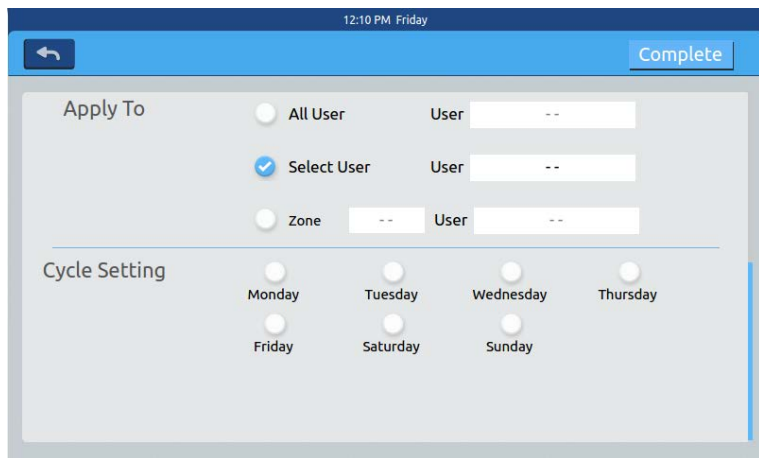 12:10 PM Friday
Complete
Apply To
All User User - -
Select User User - -
Zone - - User - -
Cycle Setting
Monday Tuesday Wednesday Thursday
Friday Saturday Sunday